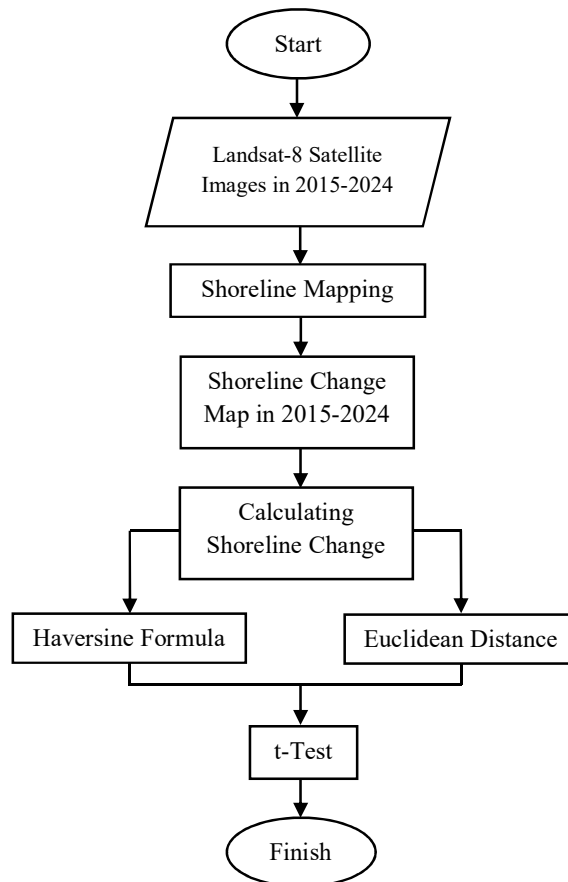 Start
Landsat-8 Satellite
Images in 2015-2024
Shoreline Mapping
Shoreline Change
Map in 2015-2024
Calculating
Shoreline Change
Haversine Formula
Euclidean Distance
t-Test
Finish